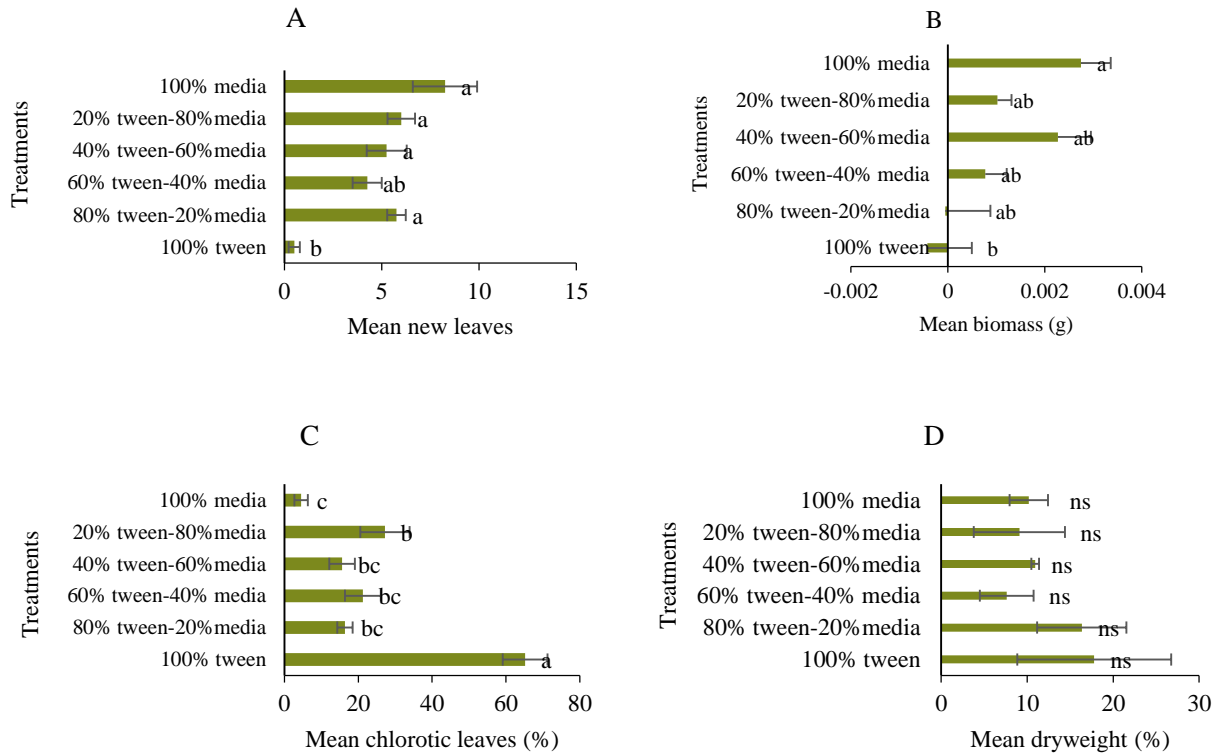 A
Treatments
100% media
a
20% tween-80%media
a
40% tween-60%media
a
60% tween-40% media
ab
80% tween-20%media
a
100% tween
b
0
5
10
15
Mean new leaves
B
Treatments
100% media
a
20% tween-80%media
ab
40% tween-60%media
ab
60% tween-40% media
ab
80% tween-20%media
ab
100% tween
b
-0.002
0
0.002
0.004
Mean biomass (g)
C
Treatments
100% media
c
20% tween-80%media
b
40% tween-60%media
bc
60% tween-40% media
bc
80% tween-20%media
bc
100% tween
a
0
20
40
60
80
Mean chlorotic leaves (%)
D
Treatments
100% media
ns
20% tween-80%media
ns
40% tween-60%media
ns
60% tween-40% media
ns
80% tween-20%media
ns
100% tween
ns
0
10
20
30
Mean dryweight (%)